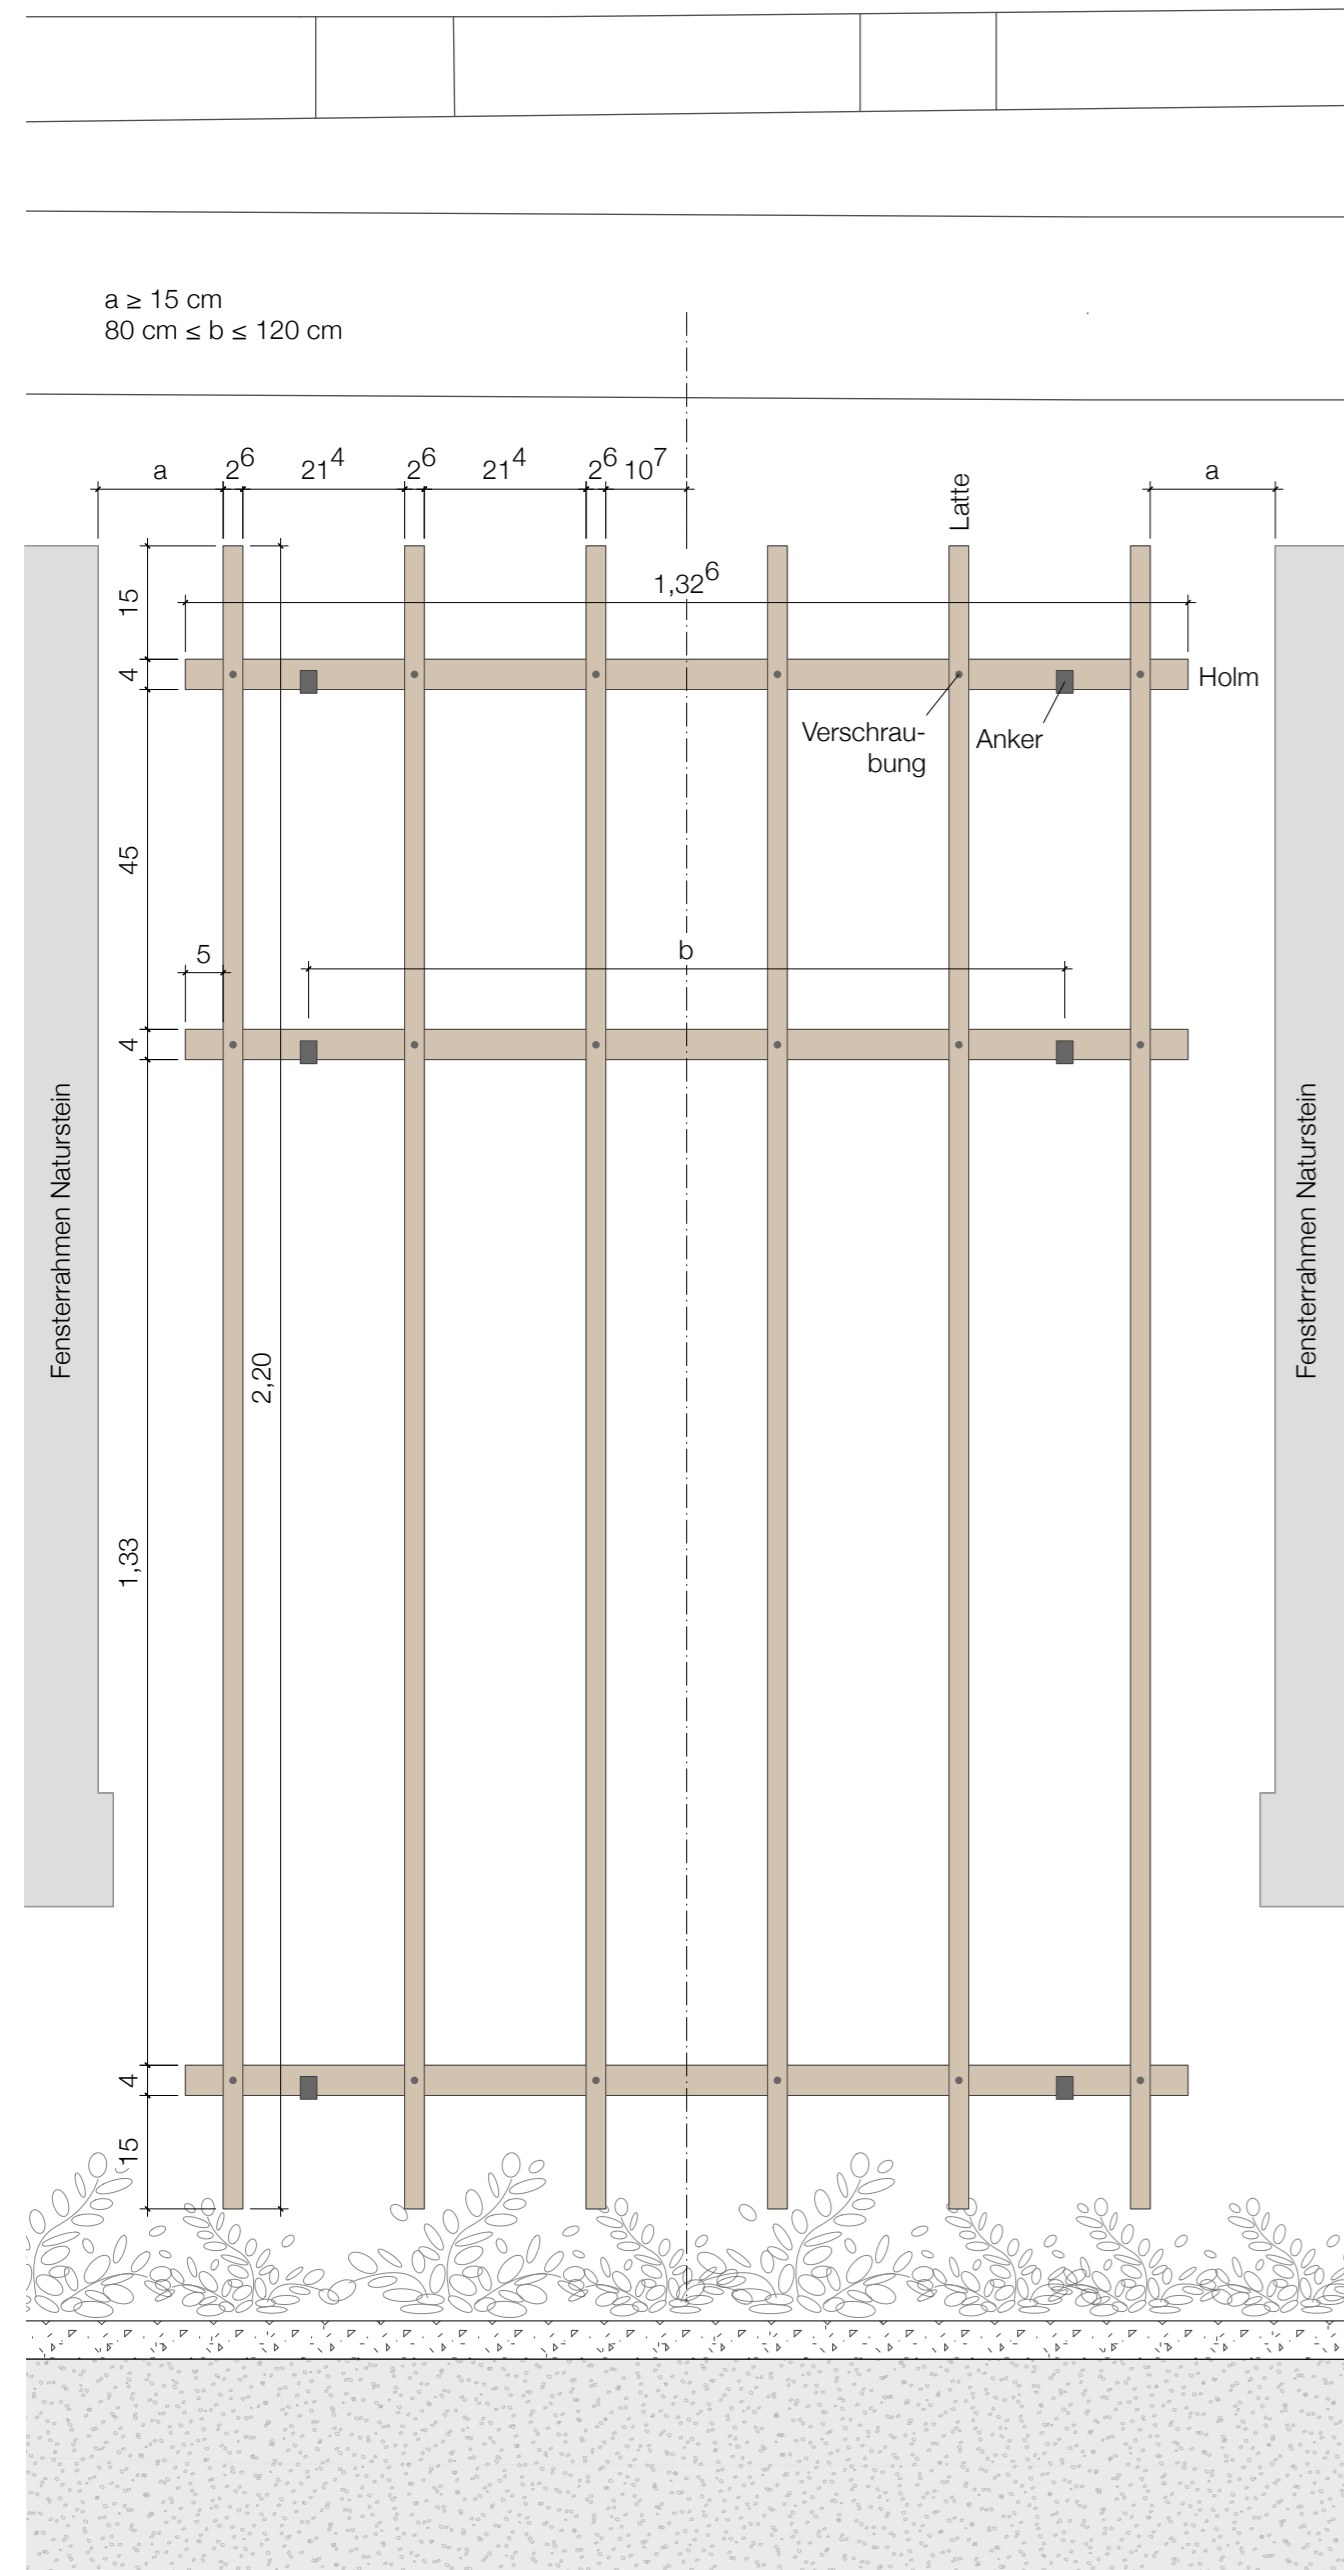 a ≥ 15 cm
80 cm ≤ b ≤ 120 cm
a
2⁶
21⁴
2⁶
21⁴
2⁶
10⁷
Latte
a
15
1,32⁶
4
Holm
Verschrau-
bung
Anker
45
5
b
4
Fensterrahmen Naturstein
Fensterrahmen Naturstein
2,20
1,33
4
15